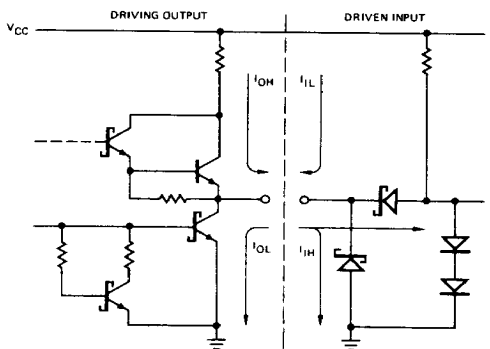 DRIVING OUTPUT
DRIVEN INPUT
VCC
IOH
IIL
IOL
IIH